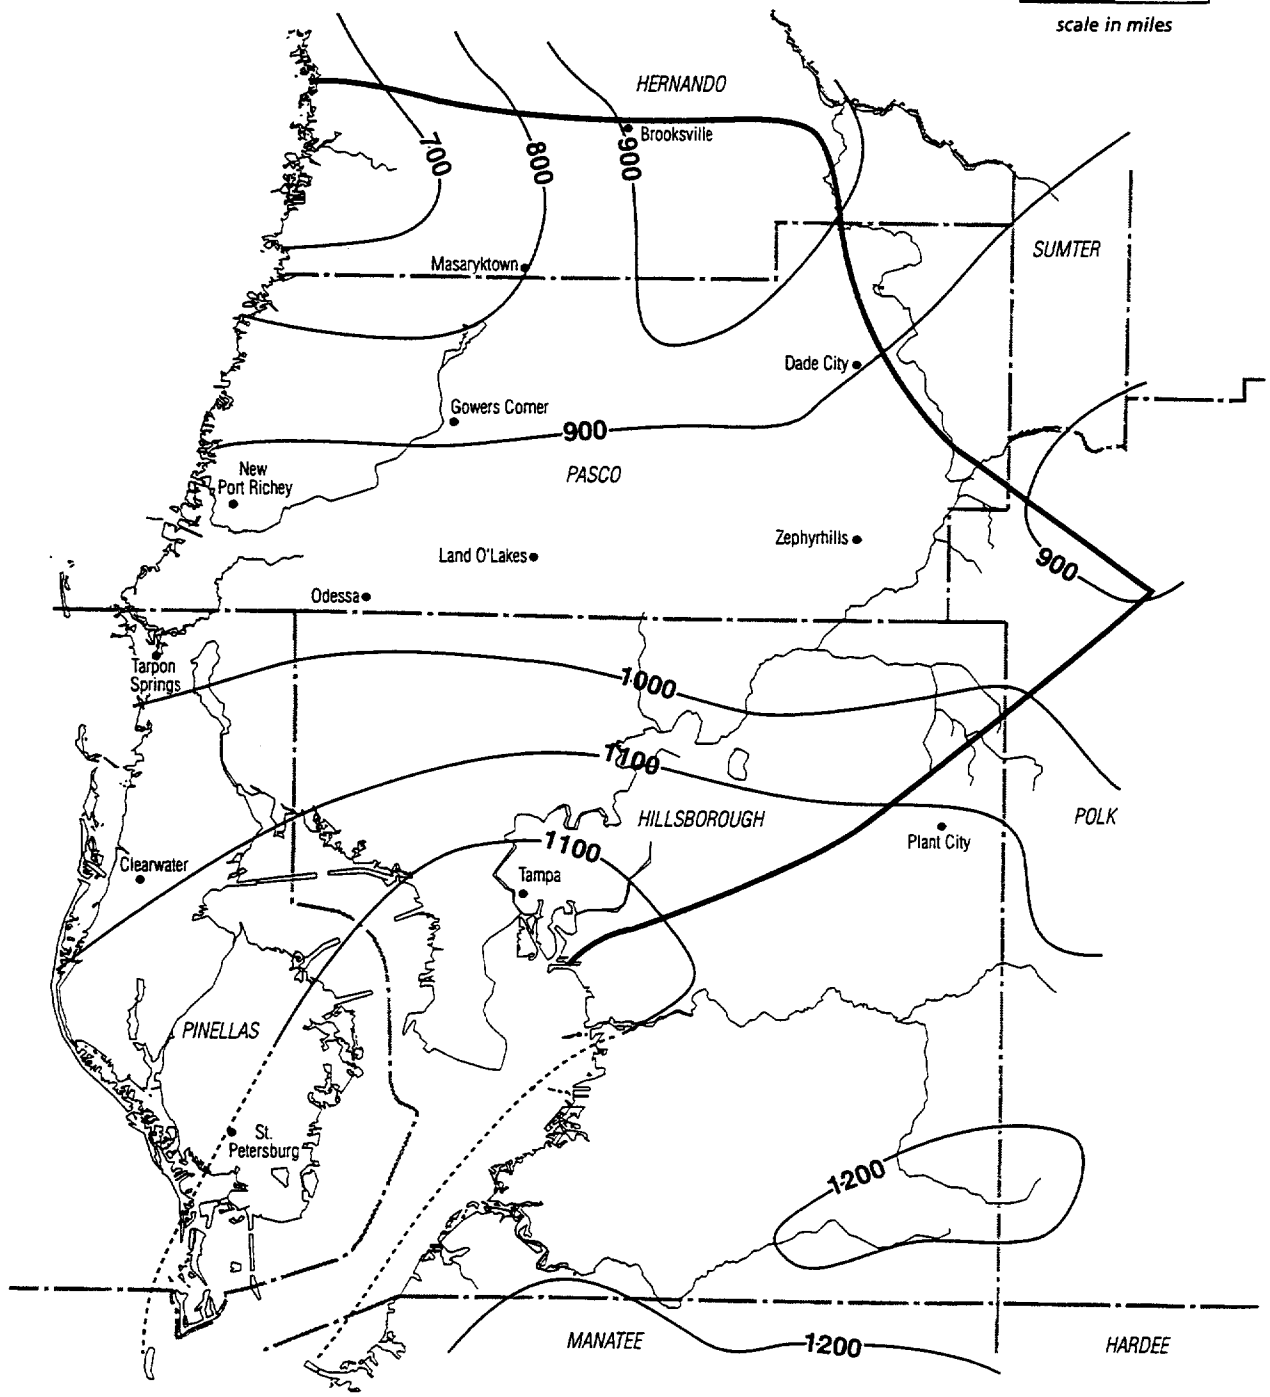 scale in miles
HERNANDO
Brooksville
700
800
900
SUMTER
Masaryktown
Dade City
Gowers Corner
900
PASCO
New
Port Richey
Zephyrhills
Land O'Lakes
900
Odessa
Tarpon
Springs
1000
1100
HILLSBOROUGH
POLK
Plant City
1100
Clearwater
Tampa
PINELLAS
St.
Petersburg
1200
MANATEE
1200
HARDEE